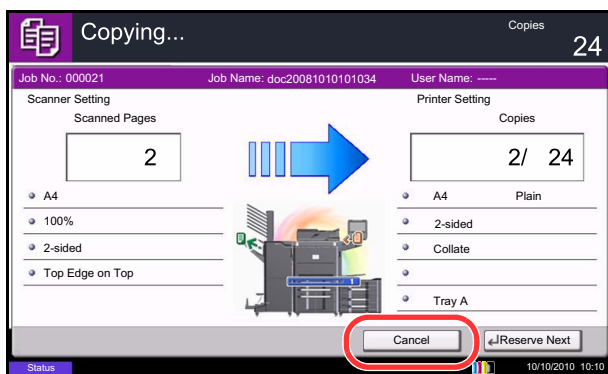 Copying...
Copies
24
Job No.: 000021 Job Name: doc20081010101034 User Name: -----
Scanner Setting Printer Setting
Scanned Pages Copies
2 2/ 24
A4 A4 Plain
100% 2-sided
2-sided Collate
Top Edge on Top
Tray A
Cancel Reserve Next
Status 10/10/2010 10:10